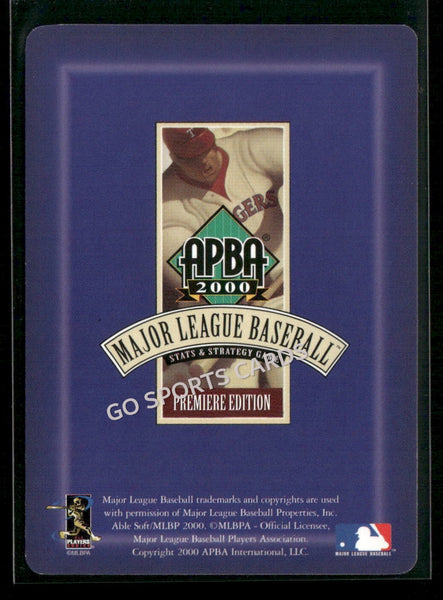 T
GERS
APBA®
2000
MAJOR LEAGUE BASEBALL™
STATS & STRATEGY GAME
GO SPORTS CARDS
PREMIERE EDITION
Major League Baseball trademarks and copyrights are used
with permission of Major League Baseball Properties, Inc.
Able Soft/MLBP 2000. ©MLBPA - Official Licensee,
Major League Baseball Players Association.
Copyright 2000 APBA International, LLC.
PLAYERS
CHOICE
©MLBPA
MAJOR LEAGUE BASEBALL